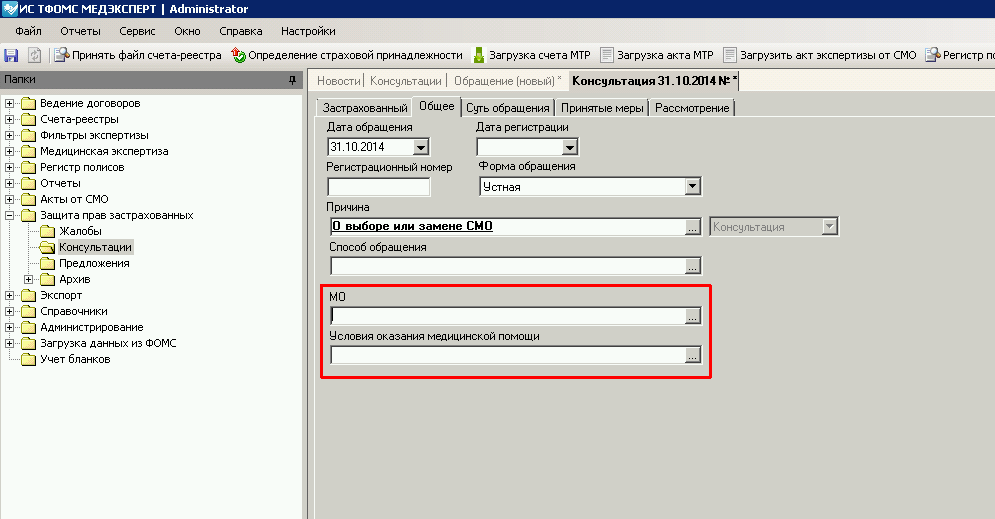 ИС ТФОМС МЕДЭКСПЕРТ | Administrator
Файл Отчеты Сервис Окно Справка Настройки
Принять файл счета-реестра Определение страховой принадлежности Загрузка счета МТР Загрузка акта МТР Загрузить акт экспертизы от СМО Регистр по
Папки
Новости Консультации Обращение (новый) * Консультация 31.10.2014 № *
Ведение договоров
Счета-реестры
Фильтры экспертизы
Медицинская экспертиза
Регистр полисов
Отчеты
Акты от СМО
Защита прав застрахованных
Жалобы
Консультации
Предложения
Архив
Экспорт
Справочники
Администрирование
Загрузка данных из ФОМС
Учет бланков
Застрахованный Общее Суть обращения Принятые меры Рассмотрение
Дата обращения Дата регистрации
31.10.2014
Регистрационный номер Форма обращения
Устная
Причина
О выборе или замене СМО ... Консультация
Способ обращения
...
МО
...
Условия оказания медицинской помощи
...